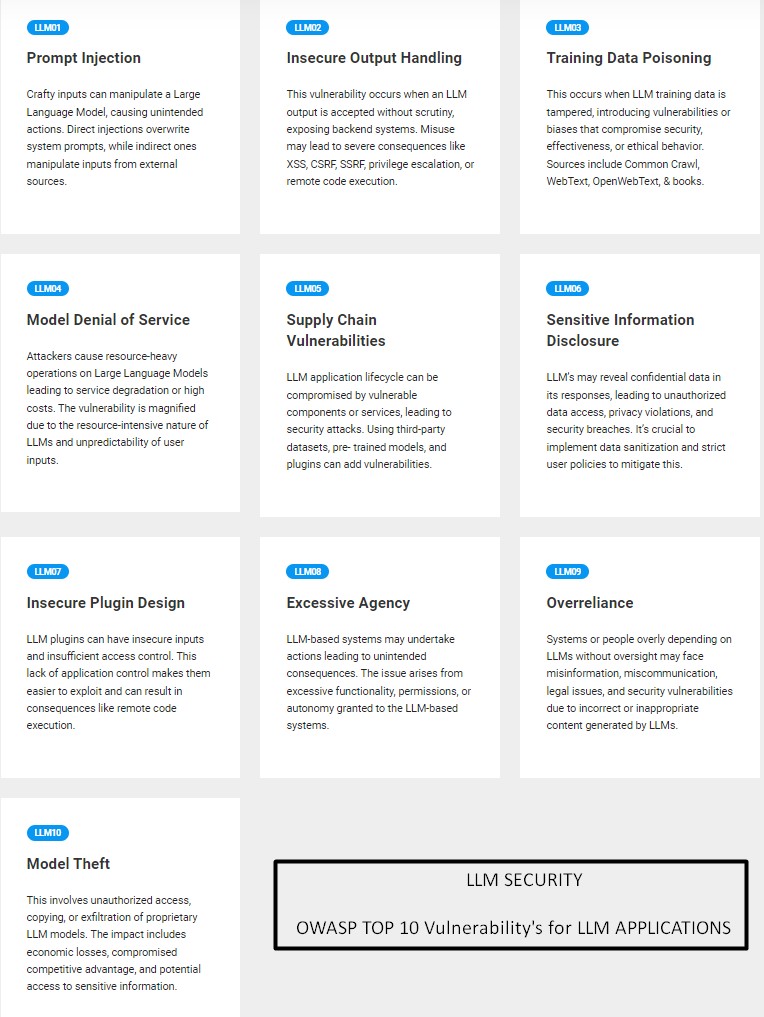 LLM01
Prompt Injection
Crafty inputs can manipulate a Large
Language Model, causing unintended
actions. Direct injections overwrite
system prompts, while indirect ones
manipulate inputs from external
sources.
LLM02
Insecure Output Handling
This vulnerability occurs when an LLM
output is accepted without scrutiny,
exposing backend systems. Misuse
may lead to severe consequences like
XSS, CSRF, SSRF, privilege escalation, or
remote code execution.
LLM03
Training Data Poisoning
This occurs when LLM training data is
tampered, introducing vulnerabilities or
biases that compromise security,
effectiveness, or ethical behavior.
Sources include Common Crawl,
WebText, OpenWebText, & books.
LLM04
Model Denial of Service
Attackers cause resource-heavy
operations on Large Language Models
leading to service degradation or high
costs. The vulnerability is magnified
due to the resource-intensive nature of
LLMs and unpredictability of user
inputs.
LLM05
Supply Chain
Vulnerabilities
LLM application lifecycle can be
compromised by vulnerable
components or services, leading to
security attacks. Using third-party
datasets, pre- trained models, and
plugins can add vulnerabilities.
LLM06
Sensitive Information
Disclosure
LLM's may reveal confidential data in
its responses, leading to unauthorized
data access, privacy violations, and
security breaches. It's crucial to
implement data sanitization and strict
user policies to mitigate this.
LLM07
Insecure Plugin Design
LLM plugins can have insecure inputs
and insufficient access control. This
lack of application control makes them
easier to exploit and can result in
consequences like remote code
execution.
LLM08
Excessive Agency
LLM-based systems may undertake
actions leading to unintended
consequences. The issue arises from
excessive functionality, permissions, or
autonomy granted to the LLM-based
systems.
LLM09
Overreliance
Systems or people overly depending on
LLMs without oversight may face
misinformation, miscommunication,
legal issues, and security vulnerabilities
due to incorrect or inappropriate
content generated by LLMs.
LLM10
Model Theft
This involves unauthorized access,
copying, or exfiltration of proprietary
LLM models. The impact includes
economic losses, compromised
competitive advantage, and potential
access to sensitive information.
LLM SECURITY
OWASP TOP 10 Vulnerability's for LLM APPLICATIONS